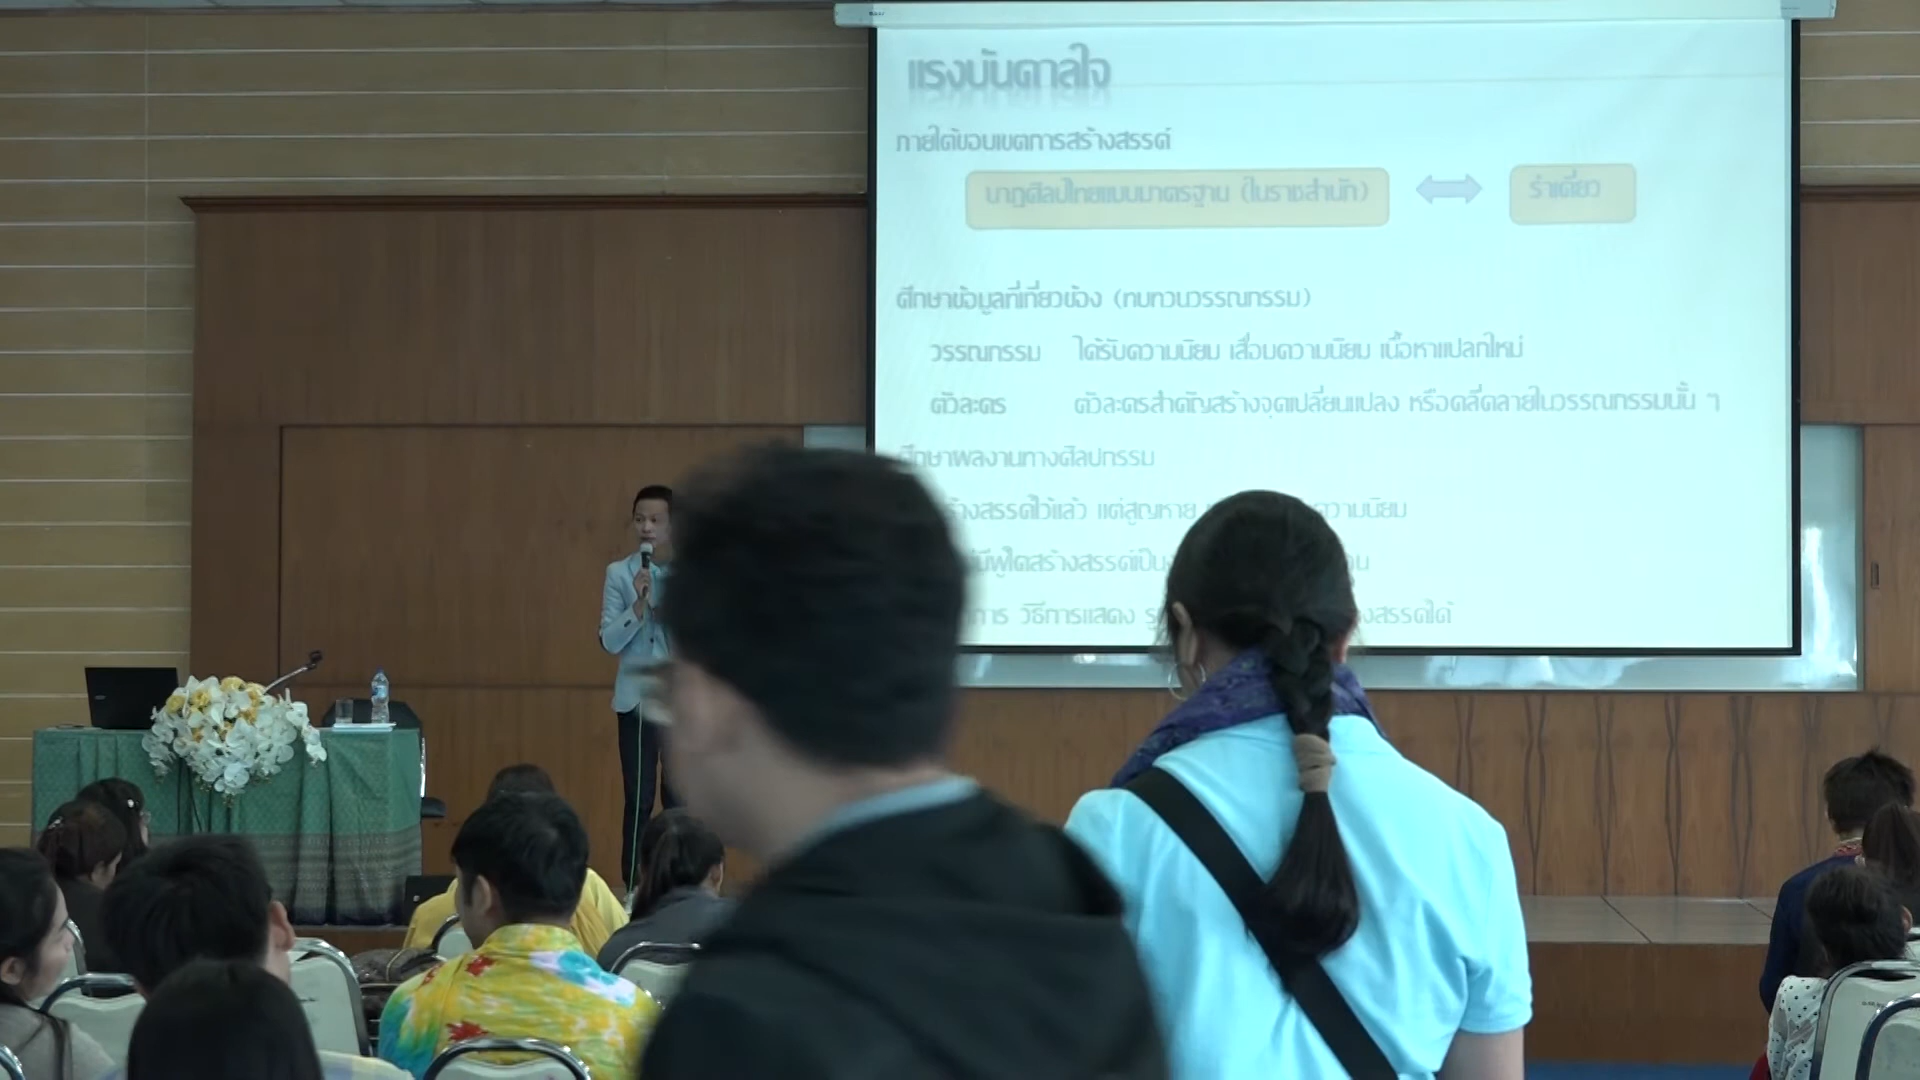 แรงบันดาลใจ
ภายใต้ขอบเขตการสร้างสรรค์
นาฏศิลป์ไทยแบบมาตรฐาน (ในราชสำนัก) รำเดี่ยว
ศึกษาข้อมูลที่เกี่ยวข้อง (ทบทวนวรรณกรรม)
วรรณกรรม ได้รับความนิยม เสื่อมความนิยม เนื้อหาแปลกใหม่
ตัวละคร ตัวละครสำคัญสร้างจุดเปลี่ยนแปลง หรือคลี่คลายในวรรณกรรมนั้น ๆ
ศึกษาผลงานทางศิลปกรรม
สร้างสรรค์ไว้แล้ว แต่สูญหาย ความนิยม
มีผู้ใดสร้างสรรค์เป็น
วิธีการแสดง